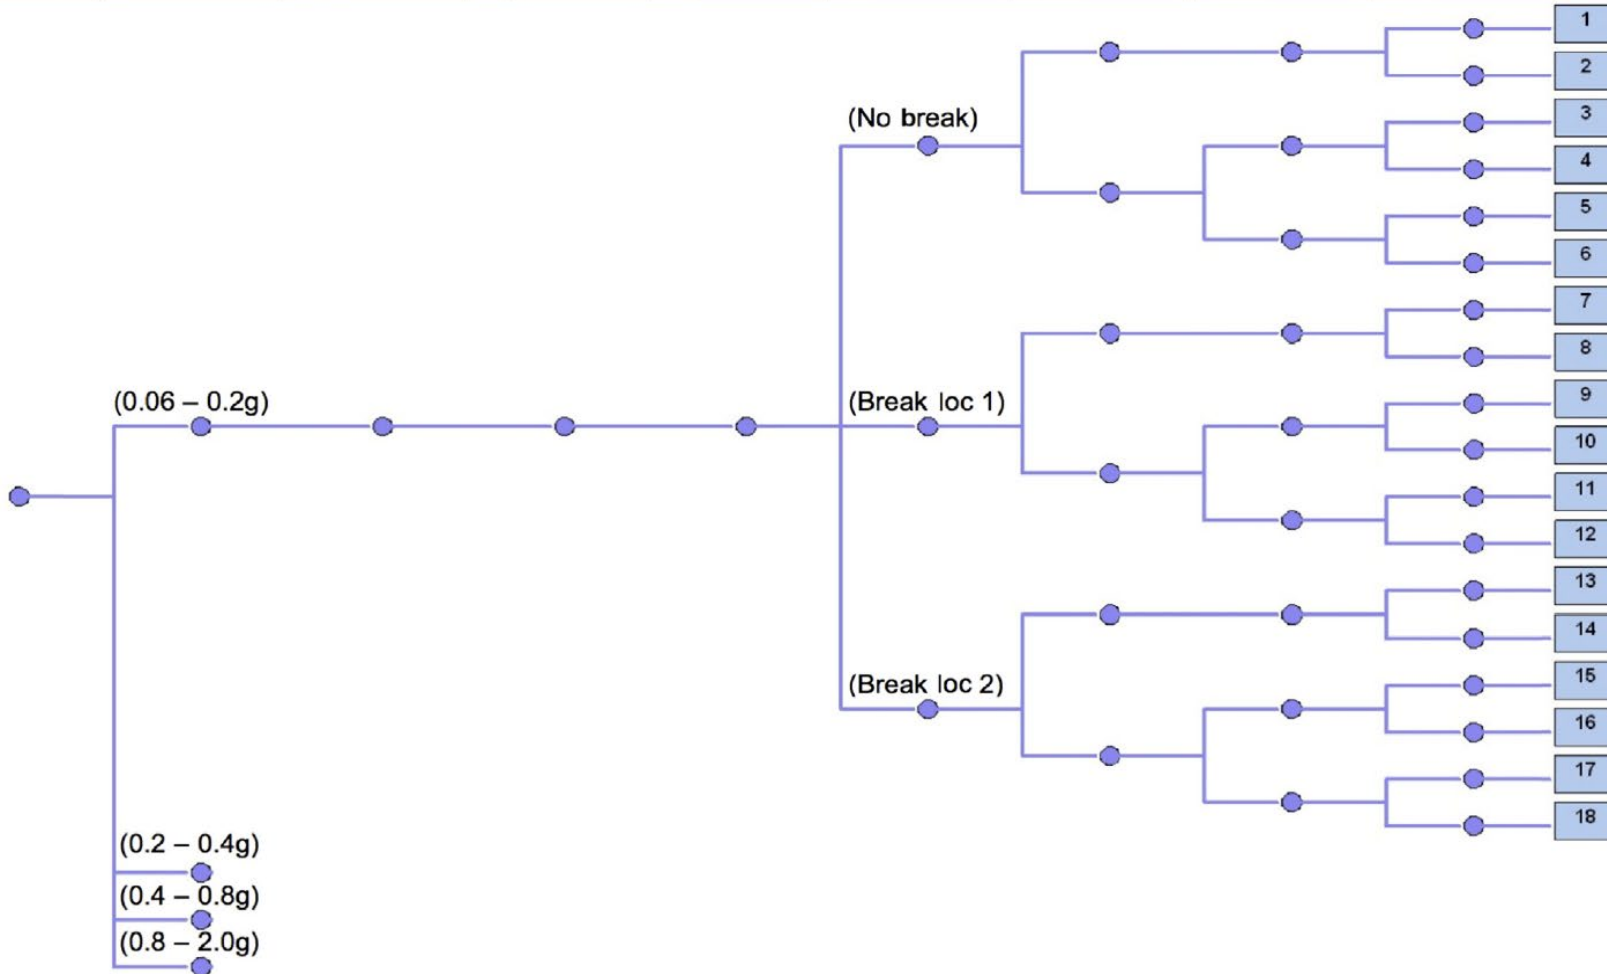 1
2
(No break)
3
4
5
6
7
8
(0.06 – 0.2g)
(Break loc 1)
9
10
11
12
13
14
(Break loc 2)
15
16
17
18
(0.2 – 0.4g)
(0.4 – 0.8g)
(0.8 – 2.0g)